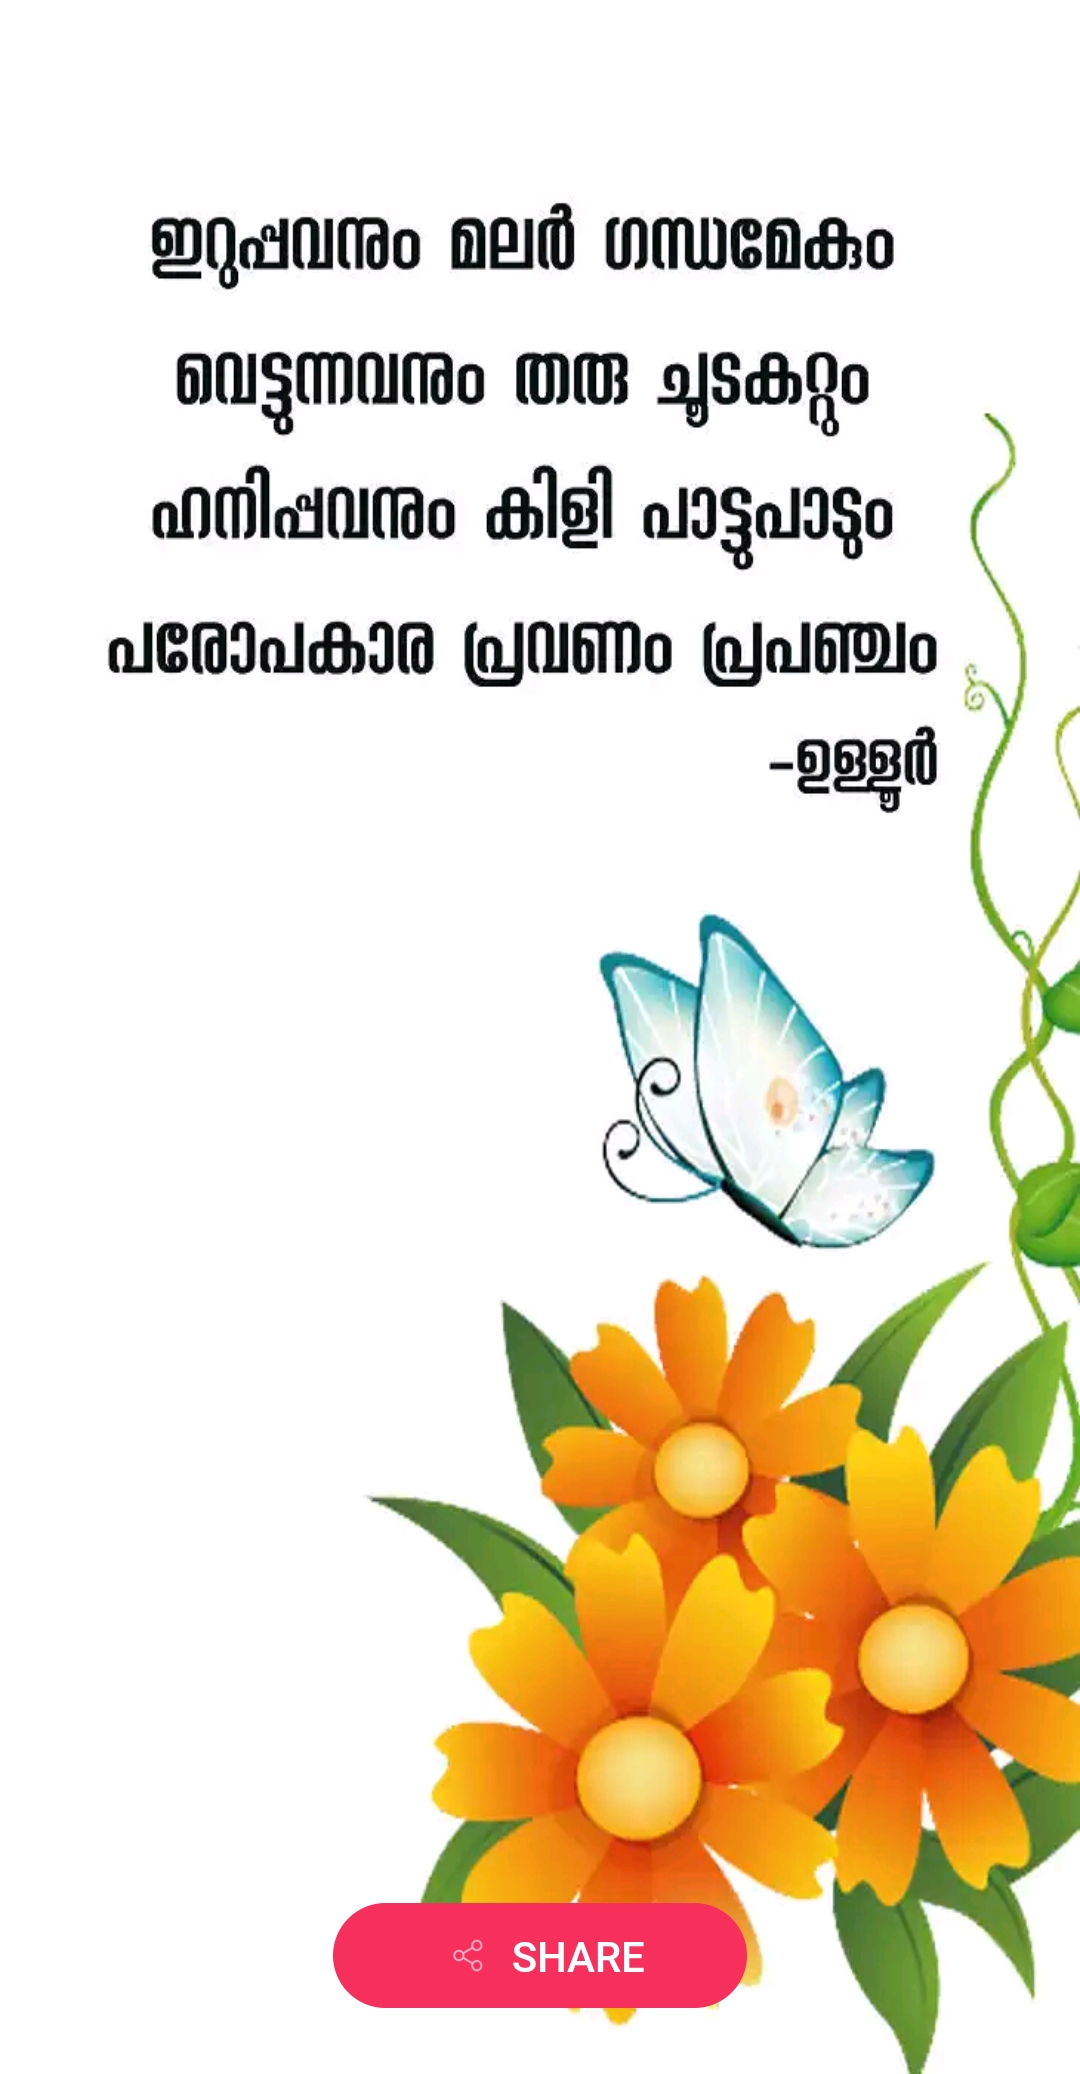 ഇറുപ്പവനും മലർ ഗന്ധമേകും
വെട്ടുന്നവനും തരു ചൂടകറ്റും
ഹനിപ്പവനും കിളി പാട്ടുപാടും
പരോപകാര പ്രവണം പ്രപഞ്ചം
-ഉള്ളൂർ
SHARE